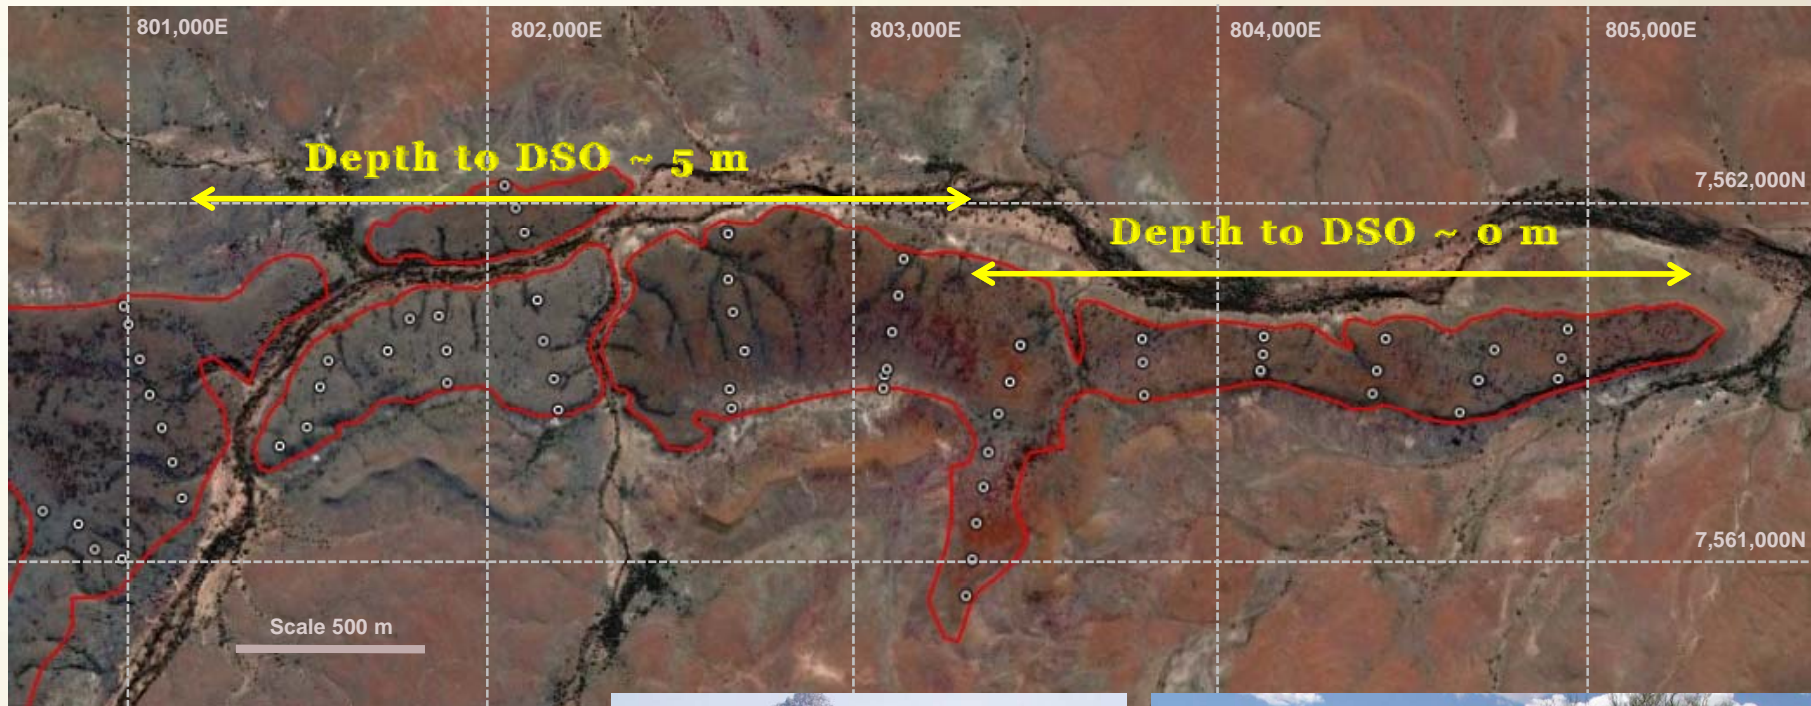 801,000E 802,000E 803,000E 804,000E 805,000E
Depth to DSO ~ 5 m
7,562,000N
Depth to DSO ~ 0 m
7,561,000N
Scale 500 m